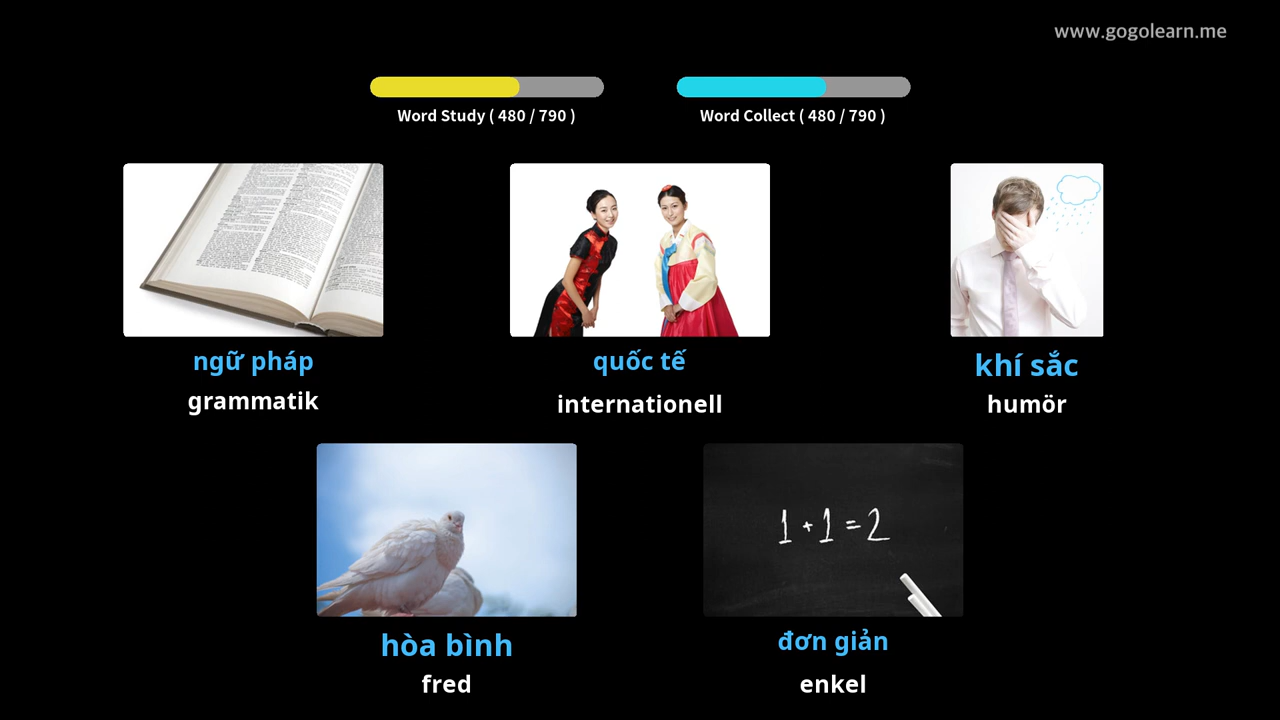 www.gogolearn.me
Word Study ( 480 / 790 )
Word Collect ( 480 / 790 )
ngữ pháp
grammatik
quốc tế
internationell
khí sắc
humör
hòa bình
fred
1 + 1 = 2
đơn giản
enkel